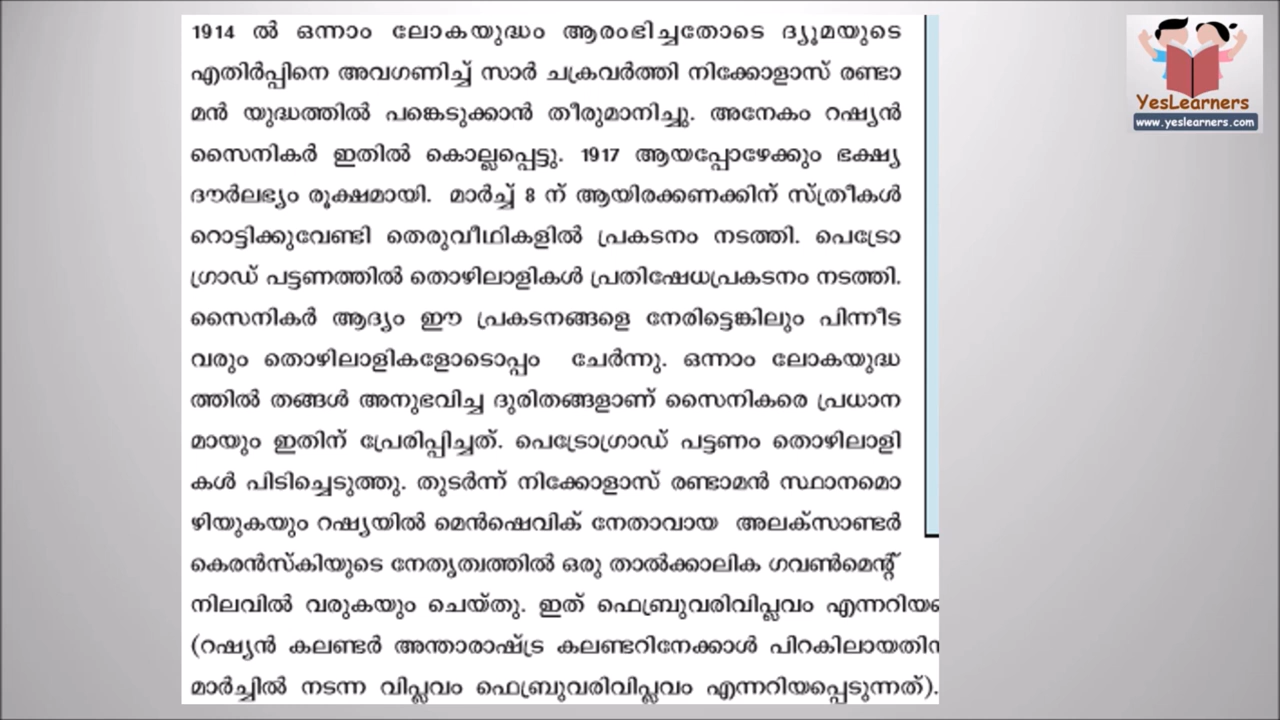 1914 ൽ ഒന്നാം ലോകയുദ്ധം ആരംഭിച്ചതോടെ ദ്യൂമയുടെ
എതിർപ്പിനെ അവഗണിച്ച് സാർ ചക്രവർത്തി നിക്കോളാസ് രണ്ടാ
മൻ യുദ്ധത്തിൽ പങ്കെടുക്കാൻ തീരുമാനിച്ചു. അനേകം റഷ്യൻ
സൈനികർ ഇതിൽ കൊല്ലപ്പെട്ടു. 1917 ആയപ്പോഴേക്കും ഭക്ഷ്യ
ദൗർലഭ്യം രൂക്ഷമായി. മാർച്ച് 8 ന് ആയിരക്കണക്കിന് സ്ത്രീകൾ
റൊട്ടിക്കുവേണ്ടി തെരുവീഥികളിൽ പ്രകടനം നടത്തി. പെട്രോ
ഗ്രാഡ് പട്ടണത്തിൽ തൊഴിലാളികൾ പ്രതിഷേധപ്രകടനം നടത്തി.
സൈനികർ ആദ്യം ഈ പ്രകടനങ്ങളെ നേരിട്ടെങ്കിലും പിന്നീട
വരും തൊഴിലാളികളോടൊപ്പം ചേർന്നു. ഒന്നാം ലോകയുദ്ധ
ത്തിൽ തങ്ങൾ അനുഭവിച്ച ദുരിതങ്ങളാണ് സൈനികരെ പ്രധാന
മായും ഇതിന് പ്രേരിപ്പിച്ചത്. പെട്രോഗ്രാഡ് പട്ടണം തൊഴിലാളി
കൾ പിടിച്ചെടുത്തു. തുടർന്ന് നിക്കോളാസ് രണ്ടാമൻ സ്ഥാനമൊ
ഴിയുകയും റഷ്യയിൽ മെൻഷെവിക് നേതാവായ അലക്സാണ്ടർ
കെരൻസ്കിയുടെ നേതൃത്വത്തിൽ ഒരു താൽക്കാലിക ഗവൺമെന്റ്
നിലവിൽ വരുകയും ചെയ്തു. ഇത് ഫെബ്രുവരിവിപ്ലവം
(റഷ്യൻ കലണ്ടർ അന്താരാഷ്ട്ര കലണ്ടറിനേക്കാൾ
മാർച്ചിൽ നടന്ന വിപ്ലവം ഫെബ്രുവരിവിപ്ലവം എന്നറിയപ്പെടുന്നത്).
YesLearners
www.yeslearners.com